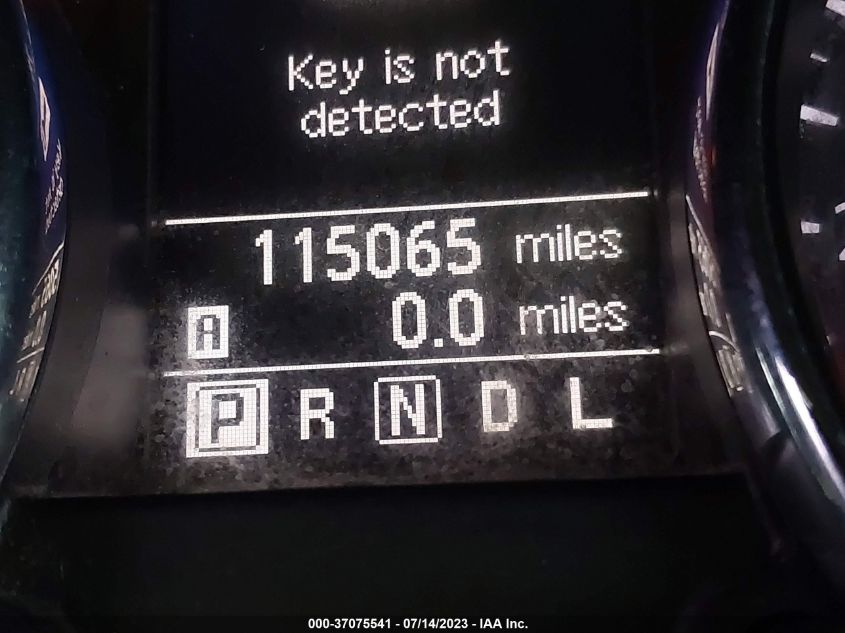 Key is not
detected
115065 miles
A 0.0 miles
P R N D L
000-37075541 - 07/14/2023 - IAA Inc.